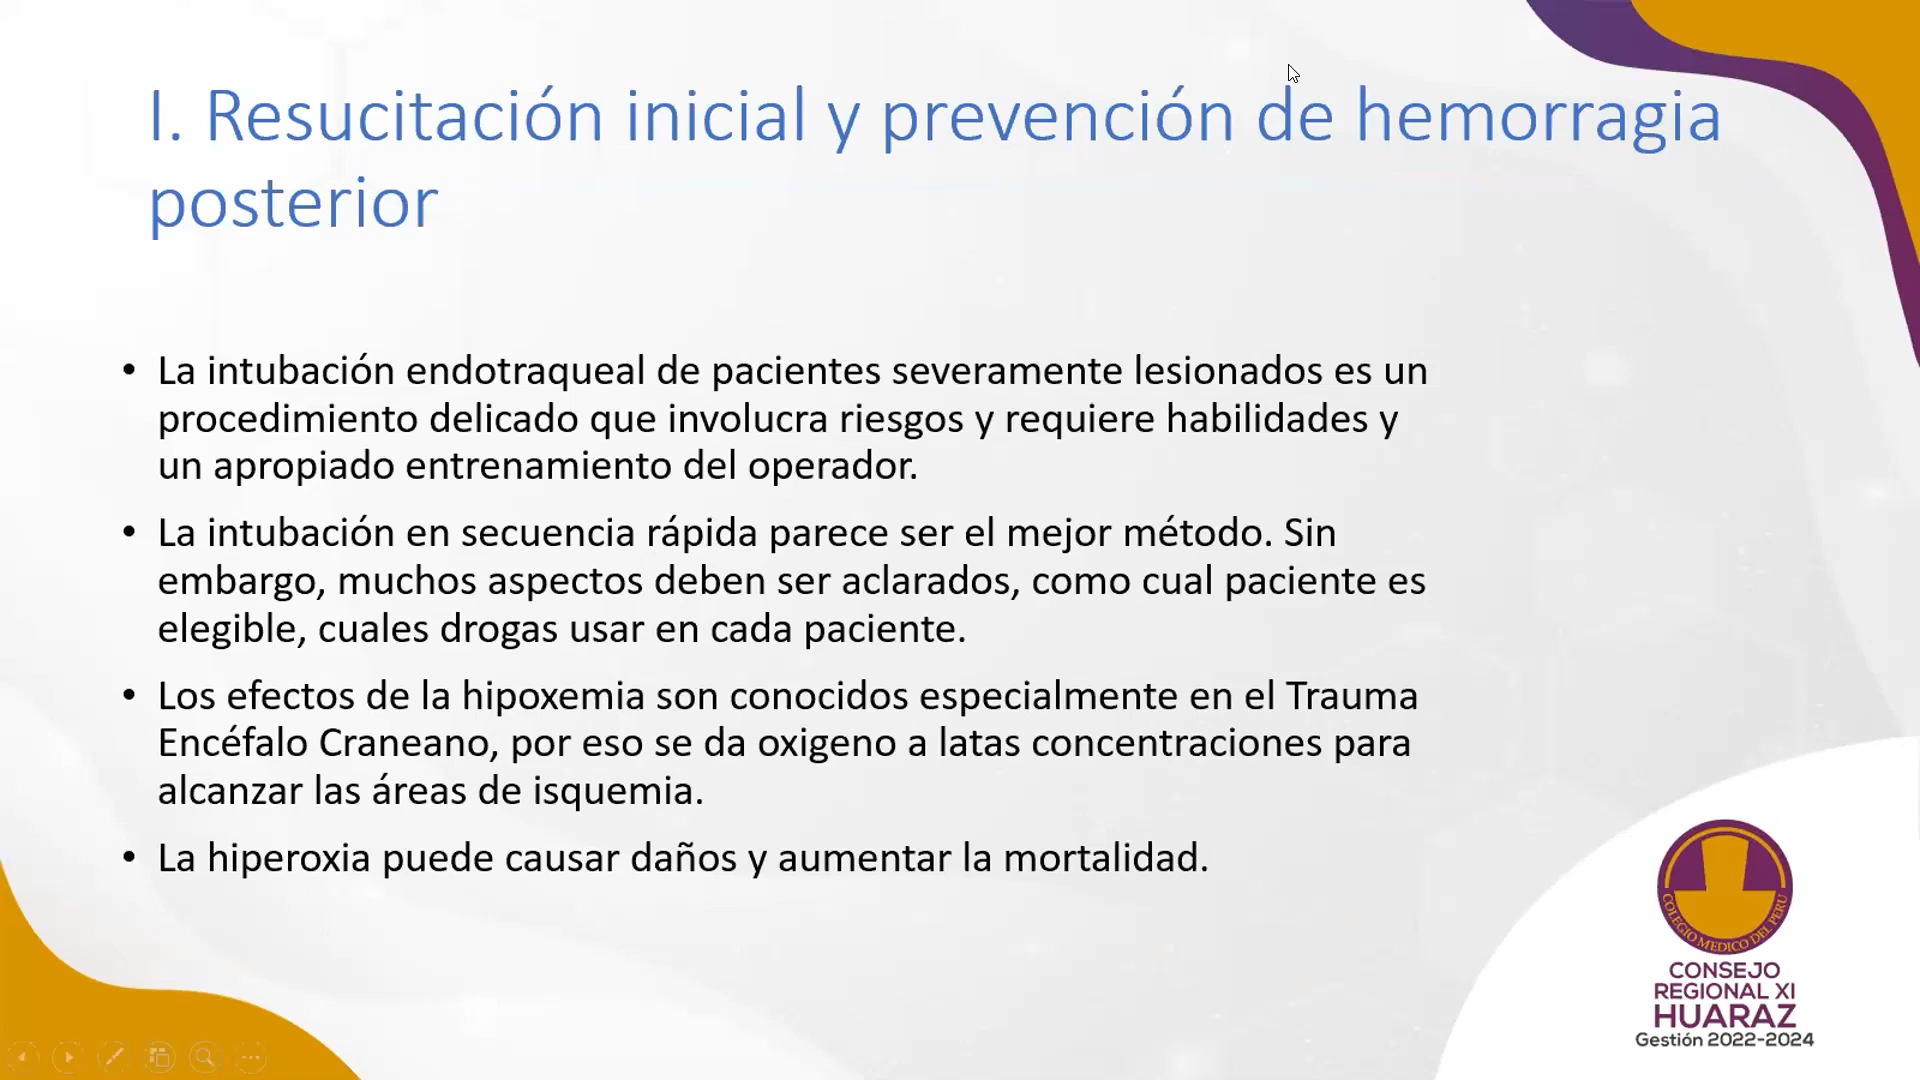 I. Resucitación inicial y prevención de hemorragia
posterior
• La intubación endotraqueal de pacientes severamente lesionados es un
procedimiento delicado que involucra riesgos y requiere habilidades y
un apropiado entrenamiento del operador.
• La intubación en secuencia rápida parece ser el mejor método. Sin
embargo, muchos aspectos deben ser aclarados, como cual paciente es
elegible, cuales drogas usar en cada paciente.
• Los efectos de la hipoxemia son conocidos especialmente en el Trauma
Encéfalo Craneano, por eso se da oxigeno a latas concentraciones para
alcanzar las áreas de isquemia.
• La hiperoxia puede causar daños y aumentar la mortalidad.
COLEGIO MEDICO DEL PERU
CONSEJO
REGIONAL XI
HUARAZ
Gestión 2022-2024